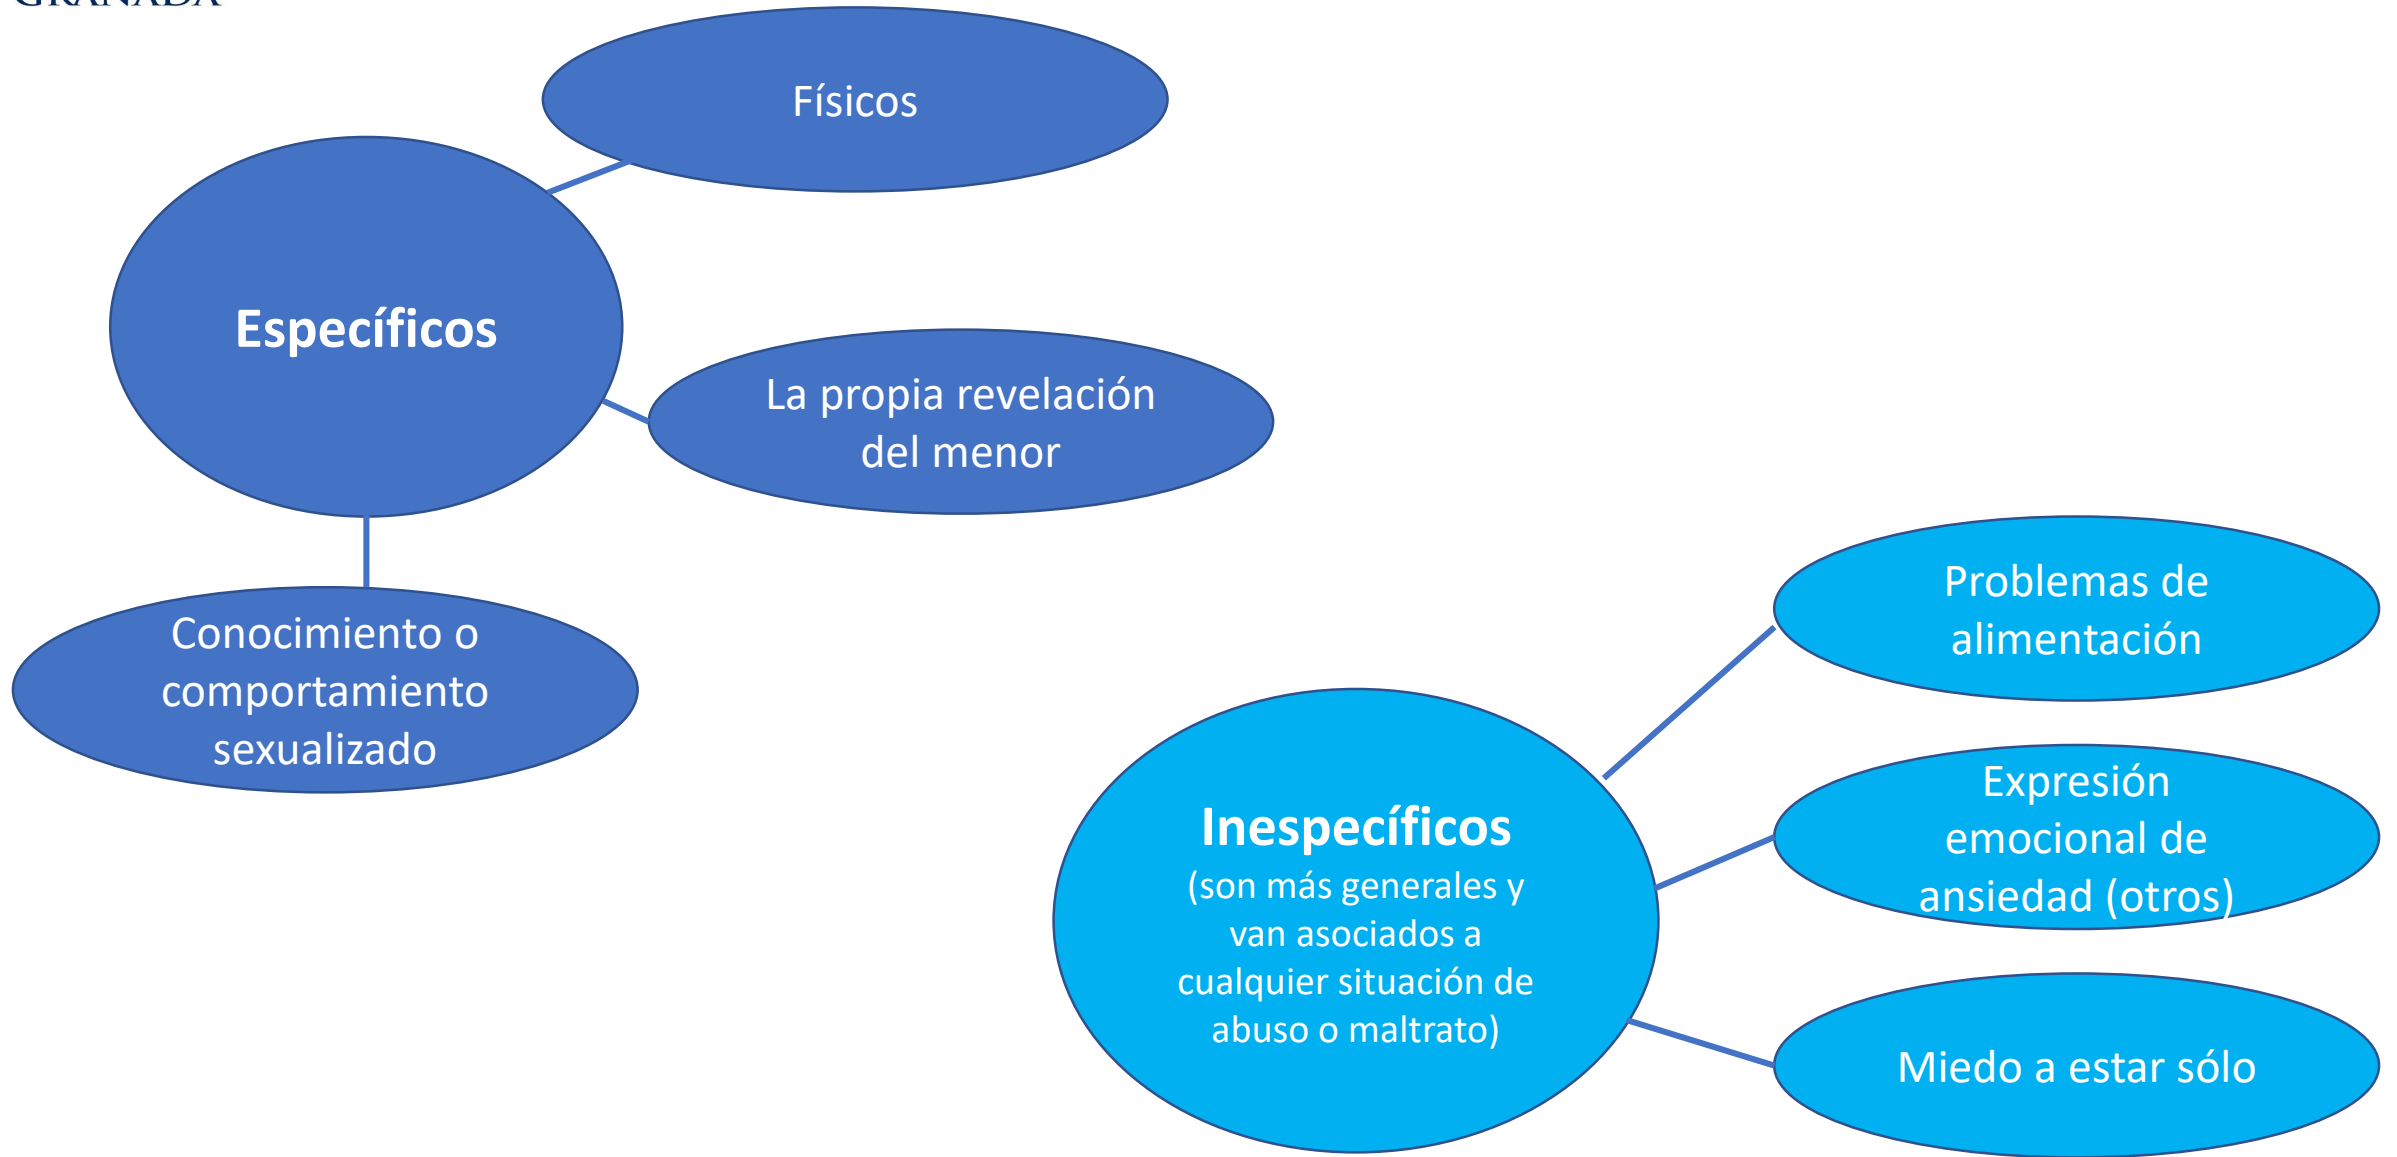 GRANADA
Físicos
Específicos
La propia revelación
del menor
Conocimiento o
comportamiento
sexualizado
Problemas de
alimentación
Inespecíficos
(son más generales y
van asociados a
cualquier situación de
abuso o maltrato)
Expresión
emocional de
ansiedad (otros)
Miedo a estar sólo